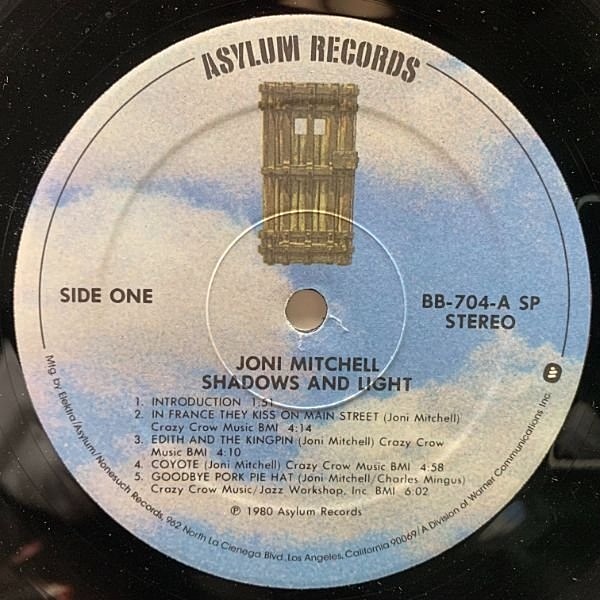 ASYLUM RECORDS
SIDE ONE
BB-704-A SP
STEREO
JONI MITCHELL
SHADOWS AND LIGHT
1. INTRODUCTION 1:51
2. IN FRANCE THEY KISS ON MAIN STREET (Joni Mitchell)
Crazy Crow Music BMI 4:14
3. EDITH AND THE KINGPIN (Joni Mitchell) Crazy Crow
Music BMI 4:10
4. COYOTE (Joni Mitchell) Crazy Crow Music BMI 4:58
5. GOODBYE PORK PIE HAT (Joni Mitchell/Charles Mingus)
Crazy Crow Music/Jazz Workshop, Inc. BMI 6:02
℗ 1980 Asylum Records
Mfg. by Elektra/Asylum/Nonesuch Records, 962 North La Cienega Blvd., Los Angeles, California 90069/A Division of Warner Communications Inc.